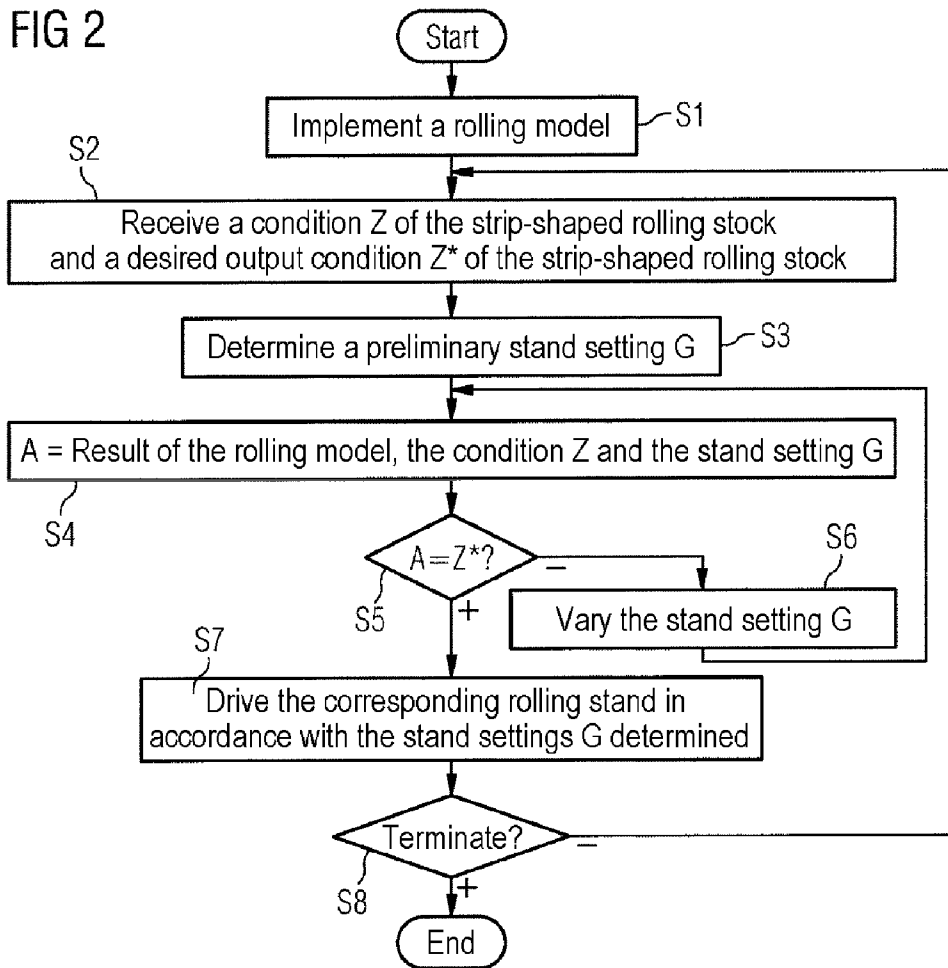 FIG 2
Start
Implement a rolling model
S1
S2
Receive a condition Z of the strip-shaped rolling stock
and a desired output condition Z* of the strip-shaped rolling stock
Determine a preliminary stand setting G
S3
A = Result of the rolling model, the condition Z and the stand setting G
S4
A=Z*?
−
S5
+
S6
Vary the stand setting G
S7
Drive the corresponding rolling stand in
accordance with the stand settings G determined
Terminate?
−
S8
+
End